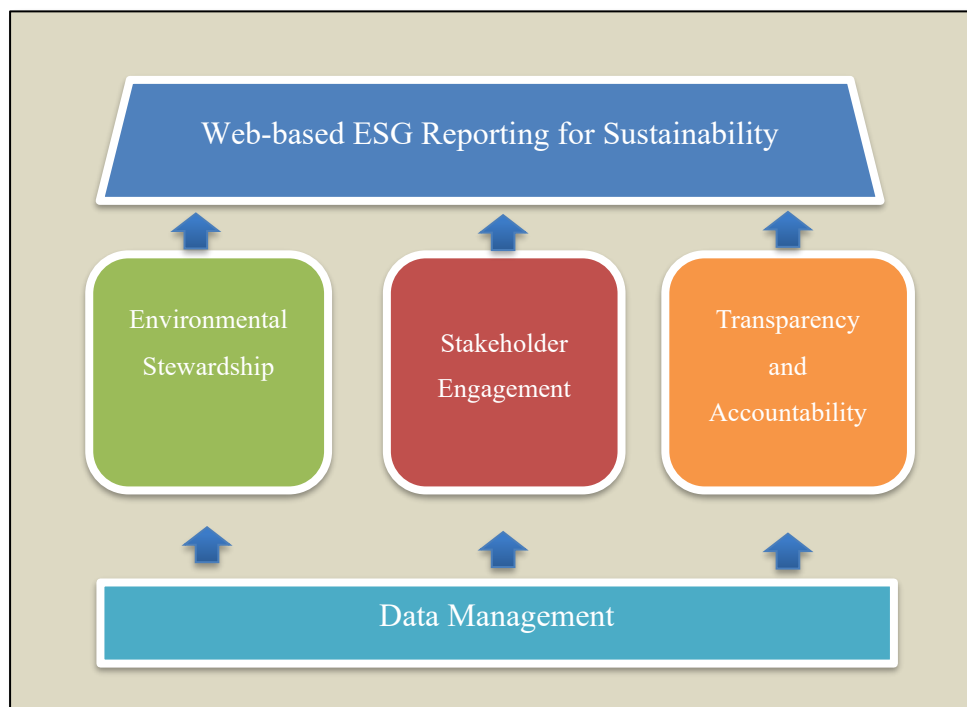 Web-based ESG Reporting for Sustainability
Environmental
Stewardship
Stakeholder
Engagement
Transparency
and
Accountability
Data Management